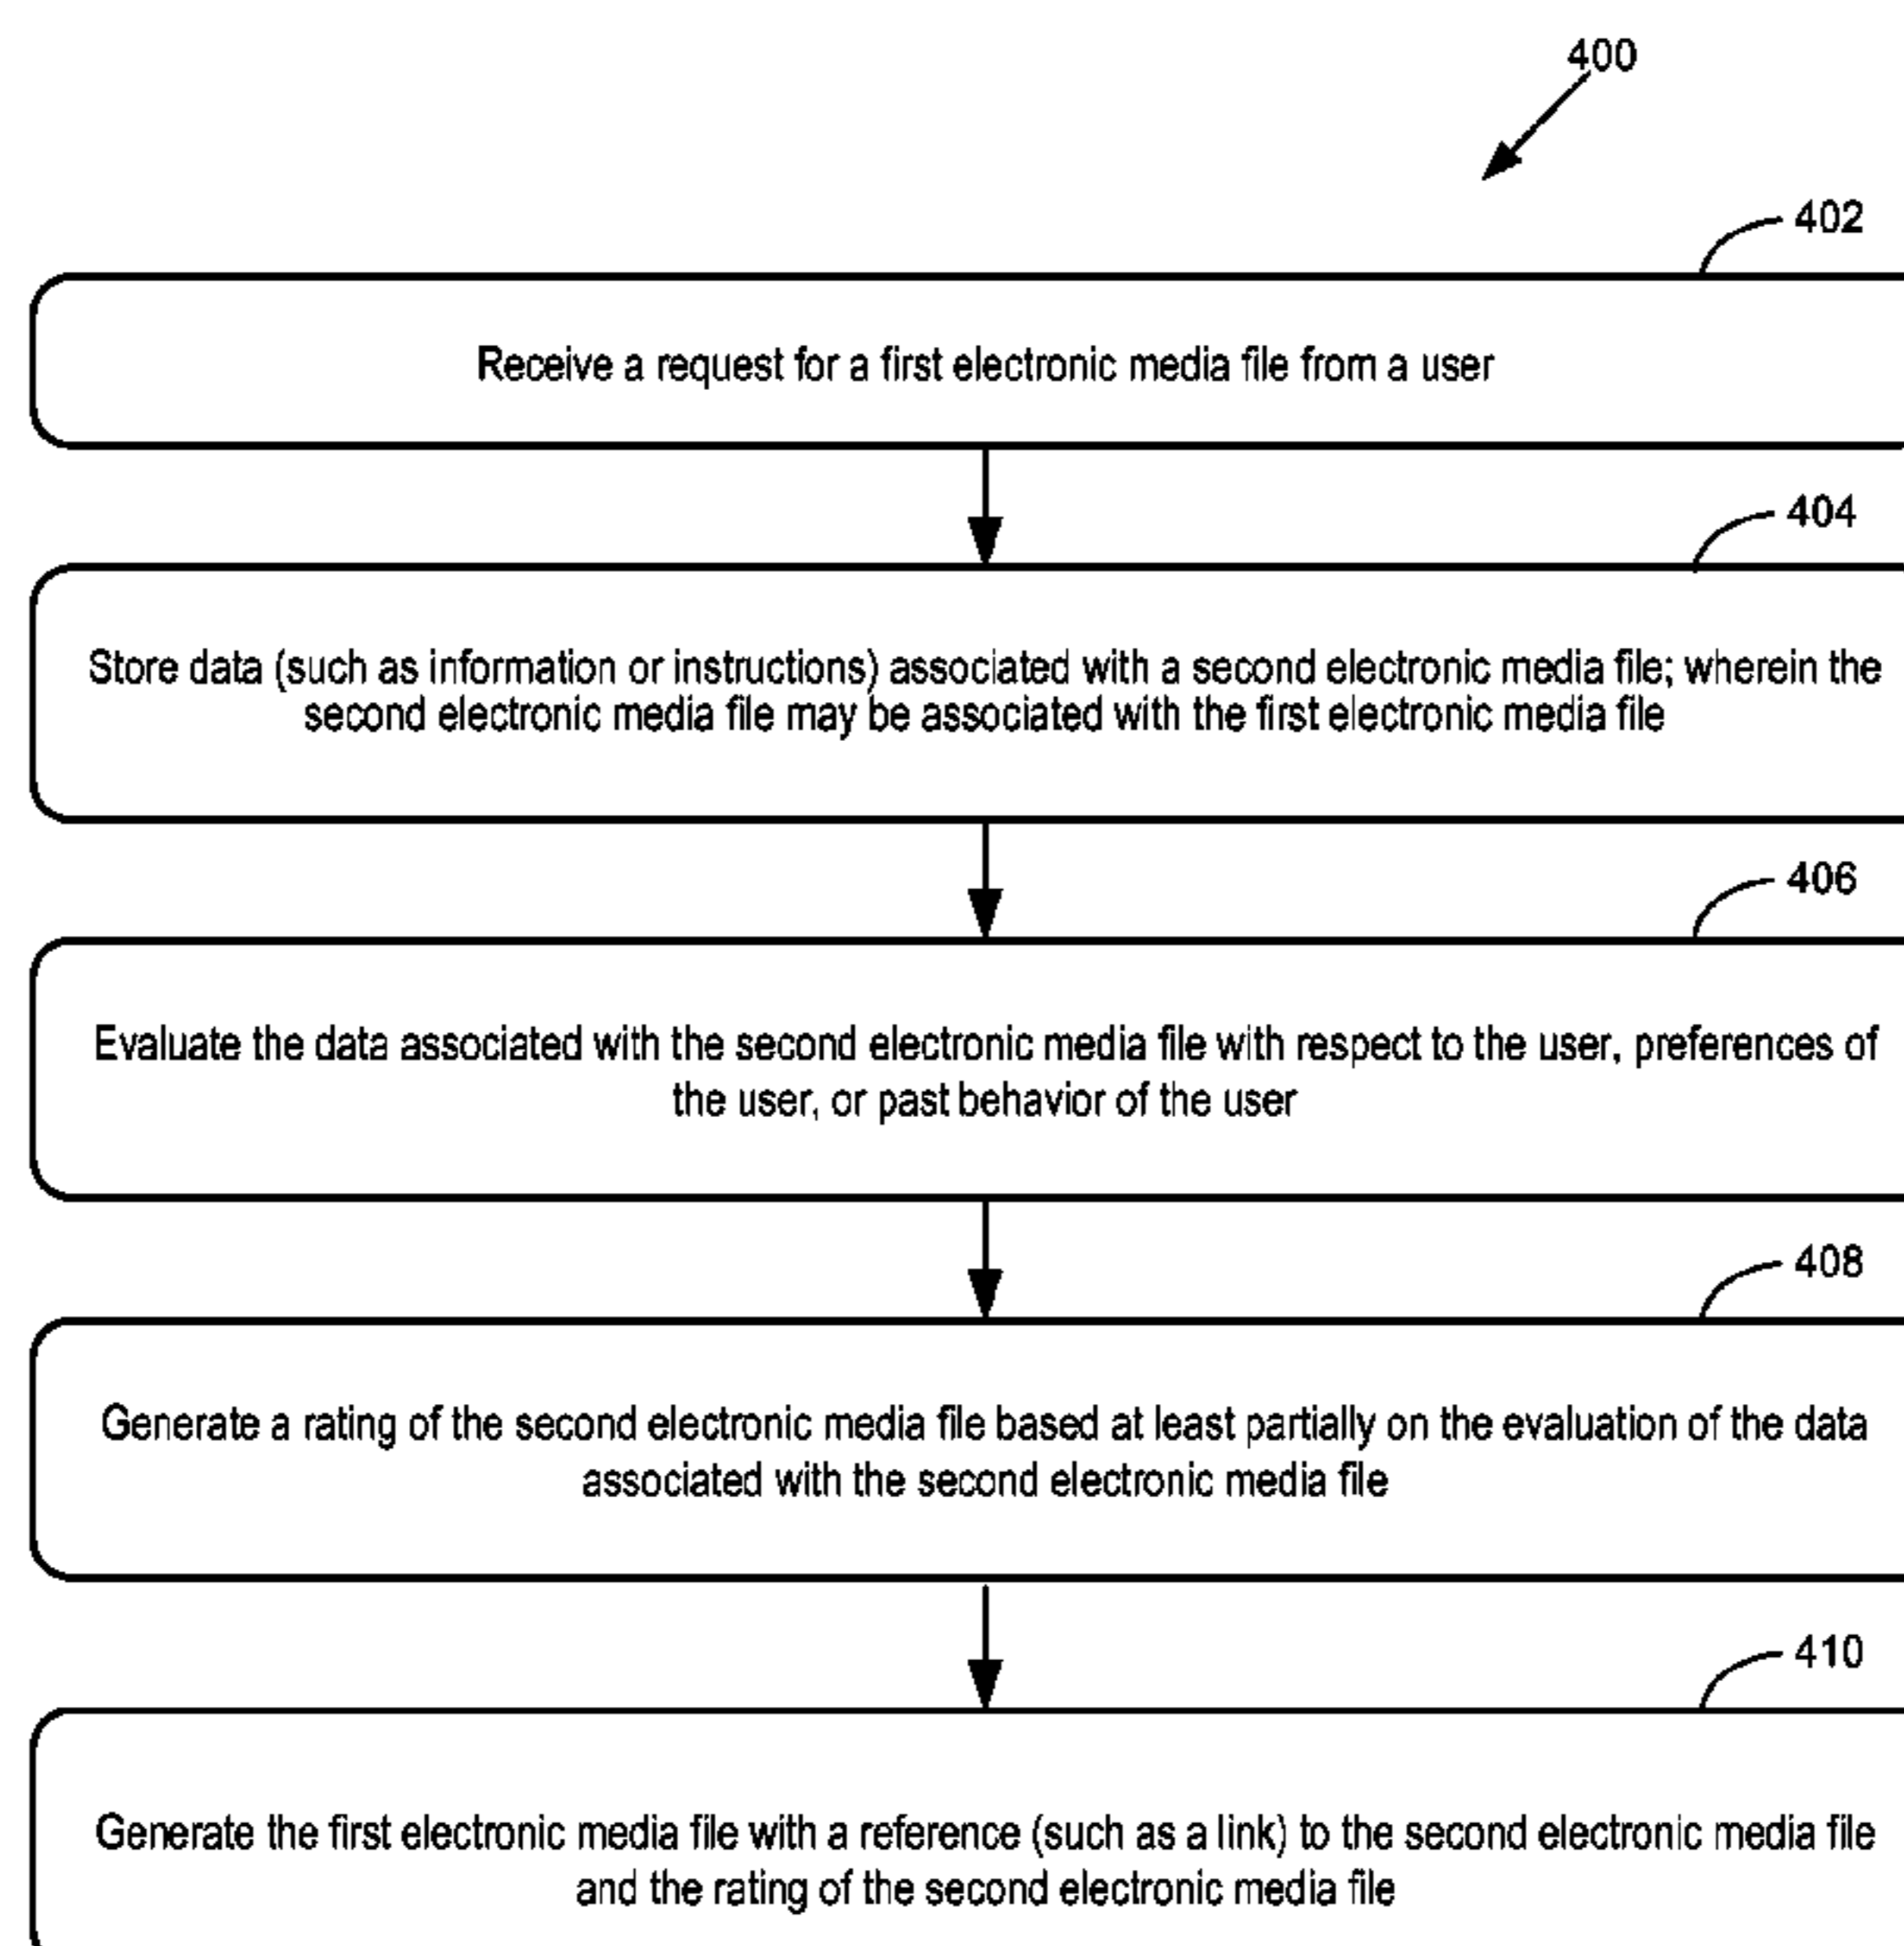 400
402
Receive a request for a first electronic media file from a user
404
Store data (such as information or instructions) associated with a second electronic media file; wherein the
second electronic media file may be associated with the first electronic media file
406
Evaluate the data associated with the second electronic media file with respect to the user, preferences of
the user, or past behavior of the user
408
Generate a rating of the second electronic media file based at least partially on the evaluation of the data
associated with the second electronic media file
410
Generate the first electronic media file with a reference (such as a link) to the second electronic media file
and the rating of the second electronic media file